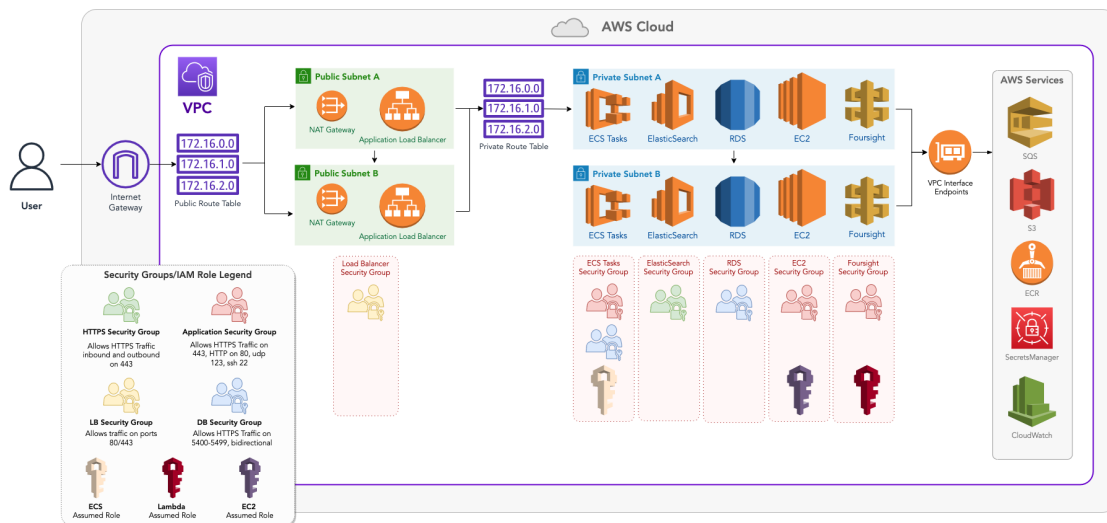 AWS Cloud
VPC
User
Internet
Gateway
172.16.0.0
172.16.1.0
172.16.2.0
Public Route Table
Public Subnet A
NAT Gateway
Application Load Balancer
Public Subnet B
NAT Gateway
Application Load Balancer
172.16.0.0
172.16.1.0
172.16.2.0
Private Route Table
Private Subnet A
ECS Tasks
ElasticSearch
RDS
EC2
Foursight
Private Subnet B
ECS Tasks
ElasticSearch
RDS
EC2
Foursight
VPC Interface
Endpoints
AWS Services
SQS
S3
ECR
SecretsManager
CloudWatch
Load Balancer
Security Group
ECS Tasks
Security Group
ElasticSearch
Security Group
RDS
Security Group
EC2
Security Group
Foursight
Security Group
Security Groups/IAM Role Legend
HTTPS Security Group
Allows HTTPS Traffic
inbound and outbound
on 443
Application Security Group
Allows HTTPS Traffic on
443, HTTP on 80, udp
123, ssh 22
LB Security Group
Allows traffic on ports
80/443
DB Security Group
Allows HTTPS Traffic on
5400-5499, bidirectional
ECS
Assumed Role
Lambda
Assumed Role
EC2
Assumed Role